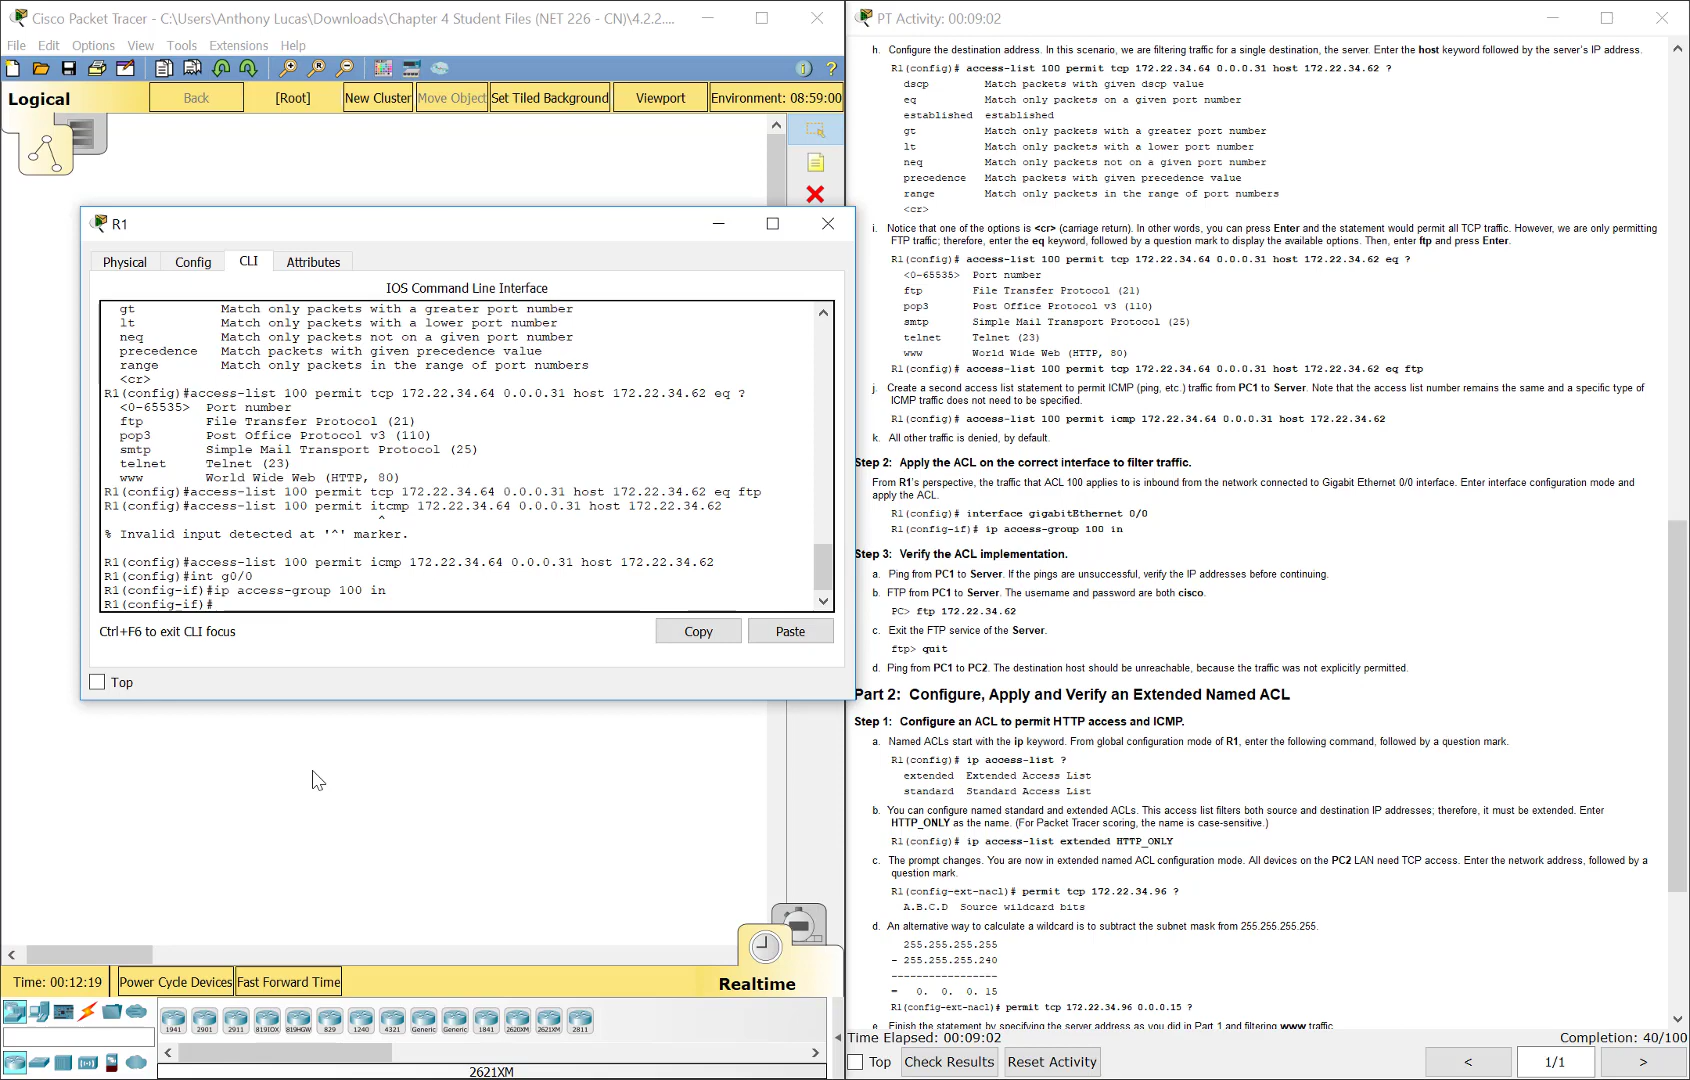 Cisco Packet Tracer - C:\Users\Anthony Lucas\Downloads\Chapter 4 Student Files (NET 226 - CN)\4.2.2....
File Edit Options View Tools Extensions Help
Logical
Back
[Root]
New Cluster
Move Object
Set Tiled Background
Viewport
Environment: 08:59:00
R1
Physical Config CLI Attributes
IOS Command Line Interface
gt Match only packets with a greater port number
lt Match only packets with a lower port number
neq Match only packets not on a given port number
precedence Match packets with given precedence value
range Match only packets in the range of port numbers
<cr>
R1(config)#access-list 100 permit tcp 172.22.34.64 0.0.0.31 host 172.22.34.62 eq ?
<0-65535> Port number
ftp File Transfer Protocol (21)
pop3 Post Office Protocol v3 (110)
smtp Simple Mail Transport Protocol (25)
telnet Telnet (23)
www World Wide Web (HTTP, 80)
R1(config)#access-list 100 permit tcp 172.22.34.64 0.0.0.31 host 172.22.34.62 eq ftp
R1(config)#access-list 100 permit itcmp 172.22.34.64 0.0.0.31 host 172.22.34.62
^
% Invalid input detected at '^' marker.
R1(config)#access-list 100 permit icmp 172.22.34.64 0.0.0.31 host 172.22.34.62
R1(config)#int g0/0
R1(config-if)#ip access-group 100 in
R1(config-if)#
Ctrl+F6 to exit CLI focus
Copy
Paste
Top
Time: 00:12:19
Power Cycle Devices
Fast Forward Time
Realtime
1941 2901 2911 819IOX 819HGW 829 1240 4321 Generic Generic 1841 2620XM 2621XM 2811
2621XM
PT Activity: 00:09:02
h. Configure the destination address. In this scenario, we are filtering traffic for a single destination, the server. Enter the host keyword followed by the server's IP address.
R1(config)# access-list 100 permit tcp 172.22.34.64 0.0.0.31 host 172.22.34.62 ?
dscp Match packets with given dscp value
eq Match only packets on a given port number
established established
gt Match only packets with a greater port number
lt Match only packets with a lower port number
neq Match only packets not on a given port number
precedence Match packets with given precedence value
range Match only packets in the range of port numbers
<cr>
i. Notice that one of the options is <cr> (carriage return). In other words, you can press Enter and the statement would permit all TCP traffic. However, we are only permitting
FTP traffic; therefore, enter the eq keyword, followed by a question mark to display the available options. Then, enter ftp and press Enter.
R1(config)# access-list 100 permit tcp 172.22.34.64 0.0.0.31 host 172.22.34.62 eq ?
<0-65535> Port number
ftp File Transfer Protocol (21)
pop3 Post Office Protocol v3 (110)
smtp Simple Mail Transport Protocol (25)
telnet Telnet (23)
www World Wide Web (HTTP, 80)
R1(config)# access-list 100 permit tcp 172.22.34.64 0.0.0.31 host 172.22.34.62 eq ftp
j. Create a second access list statement to permit ICMP (ping, etc.) traffic from PC1 to Server. Note that the access list number remains the same and a specific type of
ICMP traffic does not need to be specified.
R1(config)# access-list 100 permit icmp 172.22.34.64 0.0.0.31 host 172.22.34.62
k. All other traffic is denied, by default.
Step 2: Apply the ACL on the correct interface to filter traffic.
From R1's perspective, the traffic that ACL 100 applies to is inbound from the network connected to Gigabit Ethernet 0/0 interface. Enter interface configuration mode and
apply the ACL.
R1(config)# interface gigabitEthernet 0/0
R1(config-if)# ip access-group 100 in
Step 3: Verify the ACL implementation.
a. Ping from PC1 to Server. If the pings are unsuccessful, verify the IP addresses before continuing.
b. FTP from PC1 to Server. The username and password are both cisco.
PC> ftp 172.22.34.62
c. Exit the FTP service of the Server.
ftp> quit
d. Ping from PC1 to PC2. The destination host should be unreachable, because the traffic was not explicitly permitted.
Part 2: Configure, Apply and Verify an Extended Named ACL
Step 1: Configure an ACL to permit HTTP access and ICMP.
a. Named ACLs start with the ip keyword. From global configuration mode of R1, enter the following command, followed by a question mark.
R1(config)# ip access-list ?
extended Extended Access List
standard Standard Access List
b. You can configure named standard and extended ACLs. This access list filters both source and destination IP addresses; therefore, it must be extended. Enter
HTTP_ONLY as the name. (For Packet Tracer scoring, the name is case-sensitive.)
R1(config)# ip access-list extended HTTP_ONLY
c. The prompt changes. You are now in extended named ACL configuration mode. All devices on the PC2 LAN need TCP access. Enter the network address, followed by a
question mark.
R1(config-ext-nacl)# permit tcp 172.22.34.96 ?
A.B.C.D Source wildcard bits
d. An alternative way to calculate a wildcard is to subtract the subnet mask from 255.255.255.255.
255.255.255.255
- 255.255.255.240
-----------------
= 0. 0. 0. 15
R1(config-ext-nacl)# permit tcp 172.22.34.96 0.0.0.15 ?
e. Finish the statement by specifying the server address as you did in Part 1 and filtering www traffic.
Time Elapsed: 00:09:02
Completion: 40/100
Top
Check Results
Reset Activity
<
1/1
>